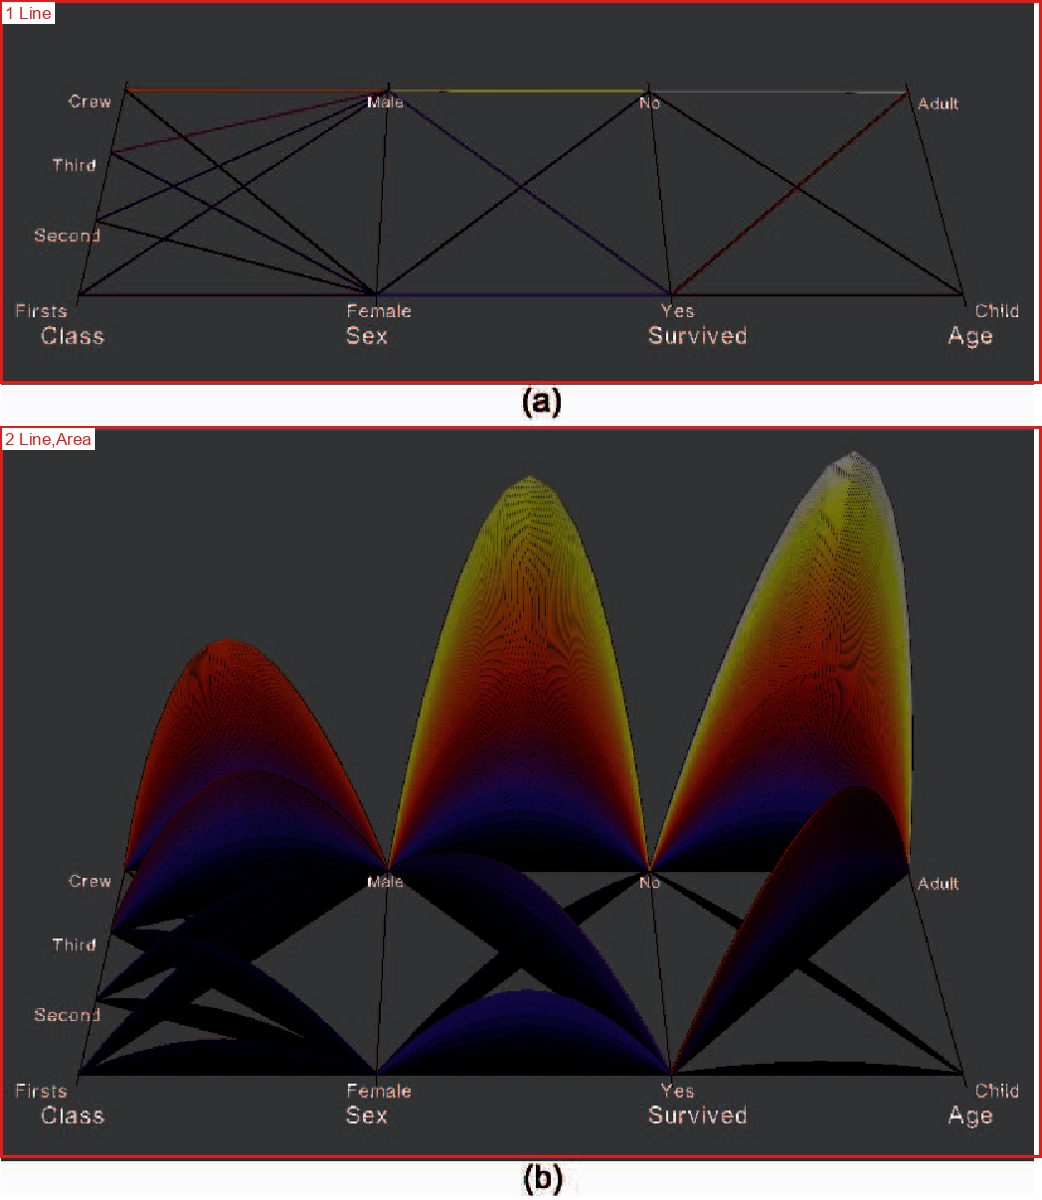 1 Line
Crew Male No Adult
Third
Second
Firsts Female Yes Child
Class Sex Survived Age
(a)
2 Line,Area
Crew Male No Adult
Third
Second
Firsts Female Yes Child
Class Sex Survived Age
(b)